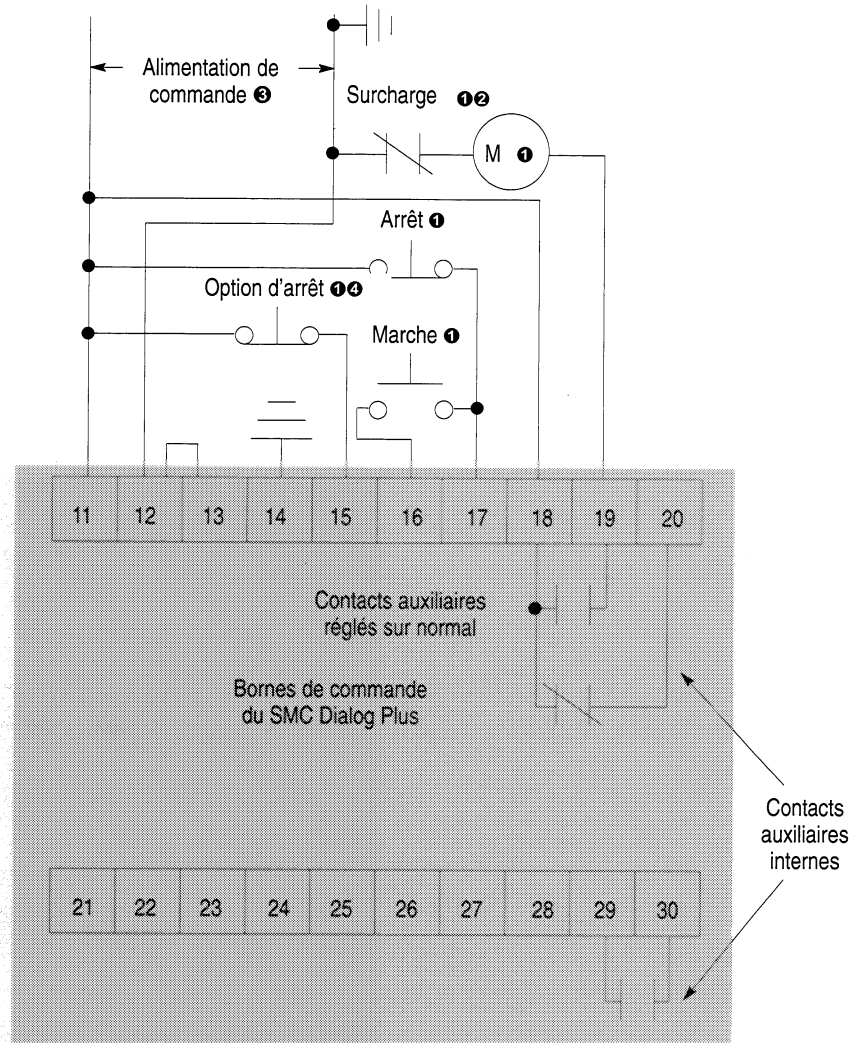 Alimentation de
commande ❸
Surcharge ❶❷
M ❶
Arrêt ❶
Option d'arrêt ❶❹
Marche ❶
11 12 13 14 15 16 17 18 19 20
Contacts auxiliaires
réglés sur normal
Bornes de commande
du SMC Dialog Plus
Contacts
auxiliaires
internes
21 22 23 24 25 26 27 28 29 30